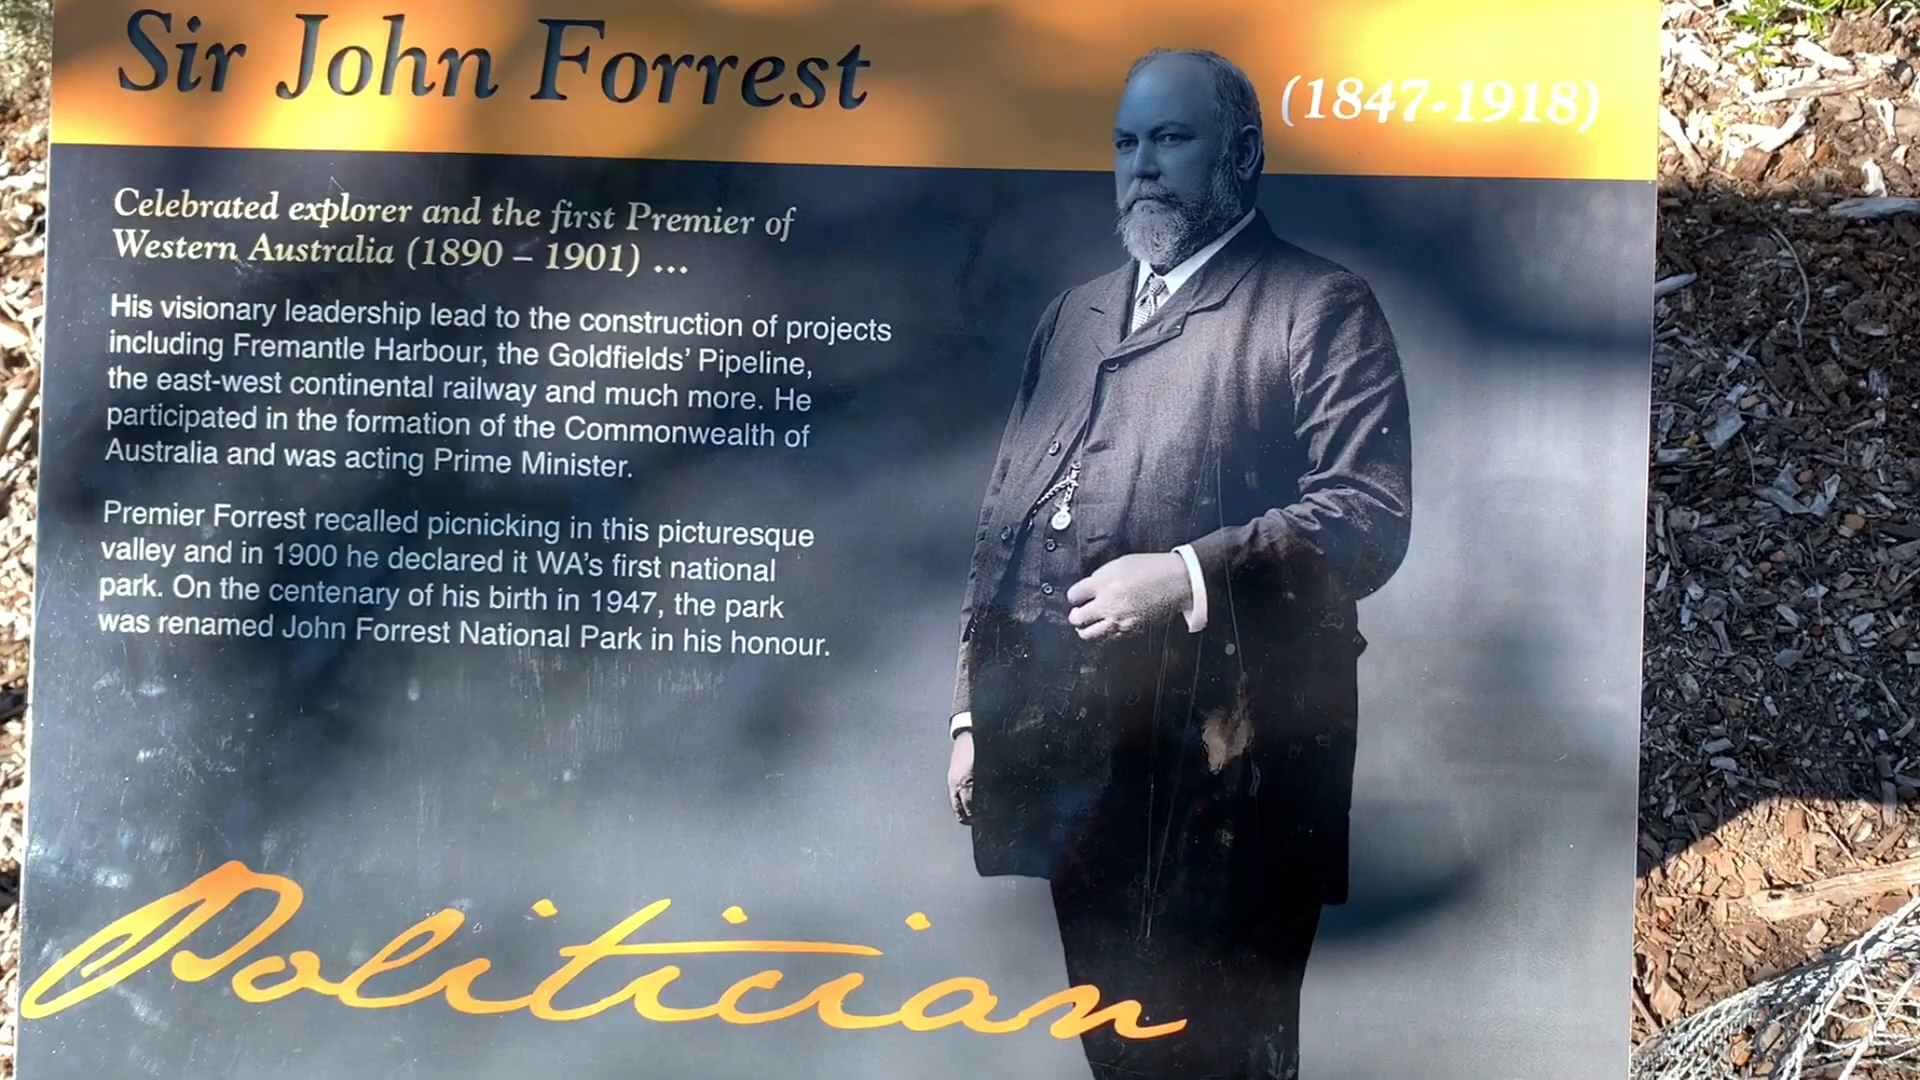 Sir John Forrest
(1847-1918)
Celebrated explorer and the first Premier of
Western Australia (1890 – 1901) ...
His visionary leadership lead to the construction of projects
including Fremantle Harbour, the Goldfields’ Pipeline,
the east-west continental railway and much more. He
participated in the formation of the Commonwealth of
Australia and was acting Prime Minister.
Premier Forrest recalled picnicking in this picturesque
valley and in 1900 he declared it WA’s first national
park. On the centenary of his birth in 1947, the park
was renamed John Forrest National Park in his honour.
Politician